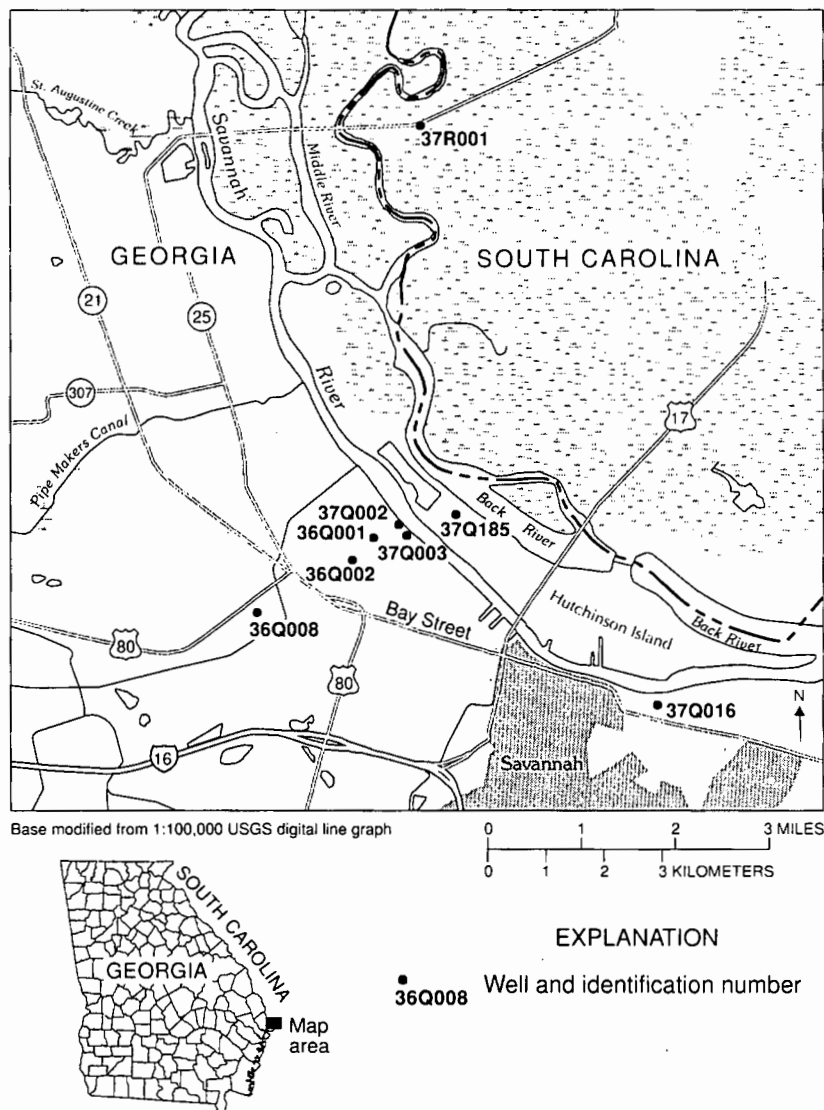 St. Augustine Creek
Savannah
Middle River
37R001
GEORGIA
SOUTH CAROLINA
21
25
307
River
17
Pipe Makers Canal
37Q002
36Q001
37Q003
37Q185
36Q002
Back River
36Q008
Bay Street
Hutchinson Island
Back River
80
80
37Q016
N
16
Savannah
Base modified from 1:100,000 USGS digital line graph
0 1 2 3 MILES
0 1 2 3 KILOMETERS
SOUTH CAROLINA
GEORGIA
Map
area
EXPLANATION
36Q008
Well and identification number